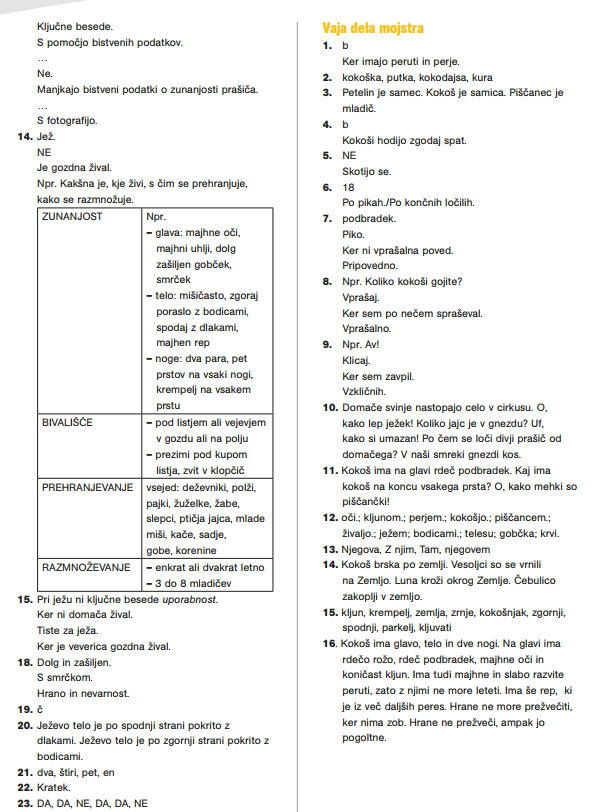 Ključne besede.
S pomočjo bistvenih podatkov.
…
Ne.
Manjkajo bistveni podatki o zunanjosti prašiča.
…
S fotografijo.
14. Jež.
NE
Je gozdna žival.
Npr. Kakšna je, kje živi, s čim se prehranjuje,
kako se razmnožuje.
ZUNANJOST
Npr.
– glava: majhne oči,
majhni uhlji, dolg
zašiljen gobček,
smrček
– telo: mišičasto, zgoraj
poraslo z bodicami,
spodaj z dlakami,
majhen rep
– noge: dva para, pet
prstov na vsaki nogi,
krempelj na vsakem
prstu
BIVALIŠČE
– pod listjem ali vejevjem
v gozdu ali na polju
– prezimi pod kupom
listja, zvit v klopčič
PREHRANJEVANJE
vsejed: deževniki, polži,
pajki, žuželke, žabe,
slepci, ptičja jajca, mlade
miši, kače, sadje,
gobe, korenine
RAZMNOŽEVANJE
– enkrat ali dvakrat letno
– 3 do 8 mladičev
15. Pri ježu ni ključne besede uporabnost.
Ker ni domača žival.
Tiste za ježa.
Ker je veverica gozdna žival.
18. Dolg in zašiljen.
S smrčkom.
Hrano in nevarnost.
19. č
20. Ježevo telo je po spodnji strani pokrito z
dlakami. Ježevo telo je po zgornji strani pokrito z
bodicami.
21. dva, štiri, pet, en
22. Kratek.
23. DA, DA, NE, DA, DA, NE
Vaja dela mojstra
1. b
Ker imajo peruti in perje.
2. kokoška, putka, kokodajsa, kura
3. Petelin je samec. Kokoš je samica. Piščanec je
mladič.
4. b
Kokoši hodijo zgodaj spat.
5. NE
Skotijo se.
6. 18
Po pikah./Po končnih ločilih.
7. podbradek.
Piko.
Ker ni vprašalna poved.
Pripovedno.
8. Npr. Koliko kokoši gojite?
Vprašaj.
Ker sem po nečem spraševal.
Vprašalno.
9. Npr. Av!
Klicaj.
Ker sem zavpil.
Vzkličnih.
10. Domače svinje nastopajo celo v cirkusu. O,
kako lep ježek! Koliko jajc je v gnezdu? Uf,
kako si umazan! Po čem se loči divji prašič od
domačega? V naši smreki gnezdi kos.
11. Kokoš ima na glavi rdeč podbradek. Kaj ima
kokoš na koncu vsakega prsta? O, kako mehki so
piščančki!
12. oči.; kljunom.; perjem.; kokošjo.; piščancem.;
živaljo.; ježem; bodicami.; telesu; gobčka; krvi.
13. Njegova, Z njim, Tam, njegovem
14. Kokoš brska po zemlji. Vesoljci so se vrnili
na Zemljo. Luna kroži okrog Zemlje. Čebulico
zakoplji v zemljo.
15. kljun, krempelj, zemlja, zrnje, kokošnjak, zgornji,
spodnji, parkelj, kljuvati
16. Kokoš ima glavo, telo in dve nogi. Na glavi ima
rdečo rožo, rdeč podbradek, majhne oči in
koničast kljun. Ima tudi majhne in slabo razvite
peruti, zato z njimi ne more leteti. Ima še rep, ki
je iz več daljših peres. Hrane ne more prežvečiti,
ker nima zob. Hrane ne prežveči, ampak jo
pogoltne.